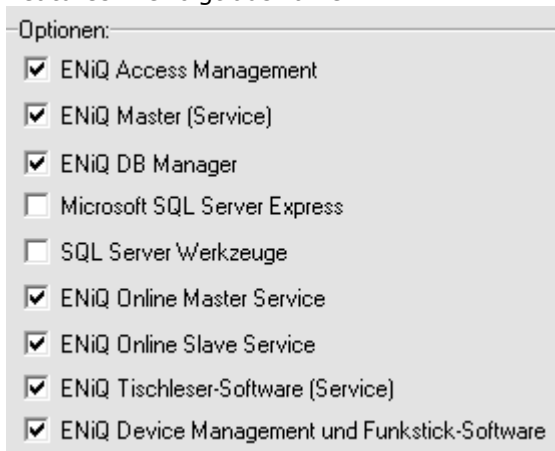 Optionen:
ENiQ Access Management
ENiQ Master (Service)
ENiQ DB Manager
Microsoft SQL Server Express
SQL Server Werkzeuge
ENiQ Online Master Service
ENiQ Online Slave Service
ENiQ Tischleser-Software (Service)
ENiQ Device Management und Funkstick-Software